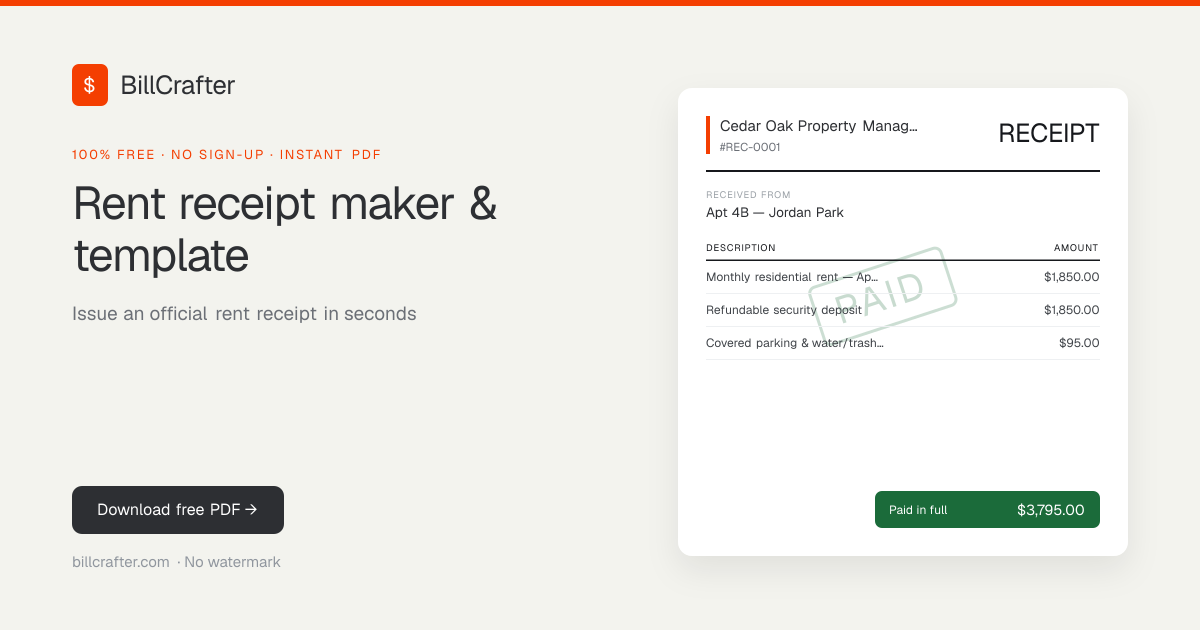 $ BillCrafter
100% FREE · NO SIGN-UP · INSTANT PDF
Rent receipt maker &
template
Issue an official rent receipt in seconds
Download free PDF →
billcrafter.com · No watermark
Cedar Oak Property Manag…
RECEIPT
#REC-0001
RECEIVED FROM
Apt 4B — Jordan Park
DESCRIPTION AMOUNT
Monthly residential rent — Ap… $1,850.00
Refundable security deposit $1,850.00
Covered parking & water/trash… $95.00
PAID
Paid in full $3,795.00